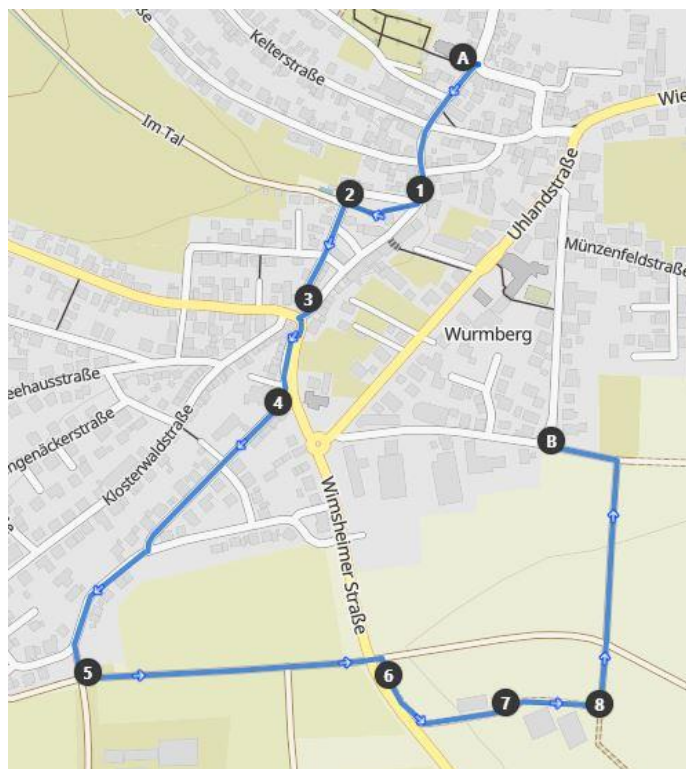 A
Kelterstraße
Wie
Im Tal
1
2
Uhlandstraße
Münzenfeldstraße
3
Wurmberg
eehausstraße
4
ngenäckerstraße
Klosterwaldstraße
B
Wimsheimer Straße
5
6
7
8